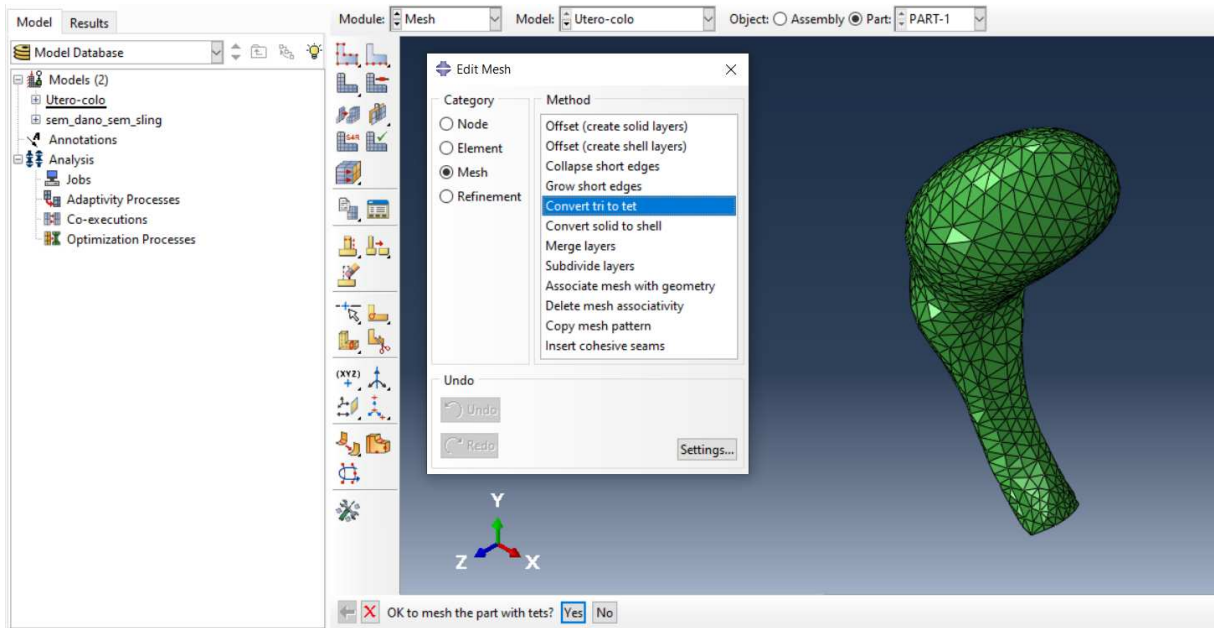 Model Results
Module: Mesh Model: Utero-colo Object: Assembly Part: PART-1
Model Database
Models (2)
Utero-colo
sem_dano_sem_sling
Annotations
Analysis
Jobs
Adaptivity Processes
Co-executions
Optimization Processes
(XYZ)
Edit Mesh
Category
Node
Element
Mesh
Refinement
Method
Offset (create solid layers)
Offset (create shell layers)
Collapse short edges
Grow short edges
Convert tri to tet
Convert solid to shell
Merge layers
Subdivide layers
Associate mesh with geometry
Delete mesh associativity
Copy mesh pattern
Insert cohesive seams
Undo
Undo
Redo
Settings...
Y
Z X
OK to mesh the part with tets? Yes No